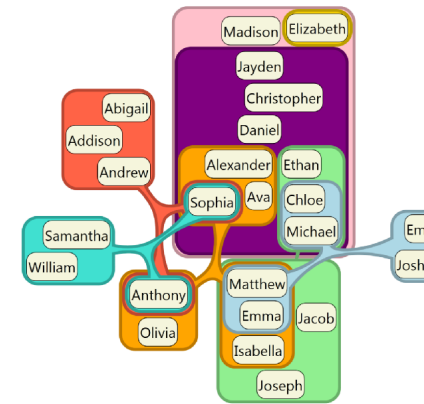 Madison
Elizabeth
Jayden
Christopher
Daniel
Abigail
Addison
Andrew
Alexander
Ethan
Sophia
Ava
Chloe
Michael
Samantha
William
Anthony
Olivia
Matthew
Emma
Jacob
Isabella
Joseph